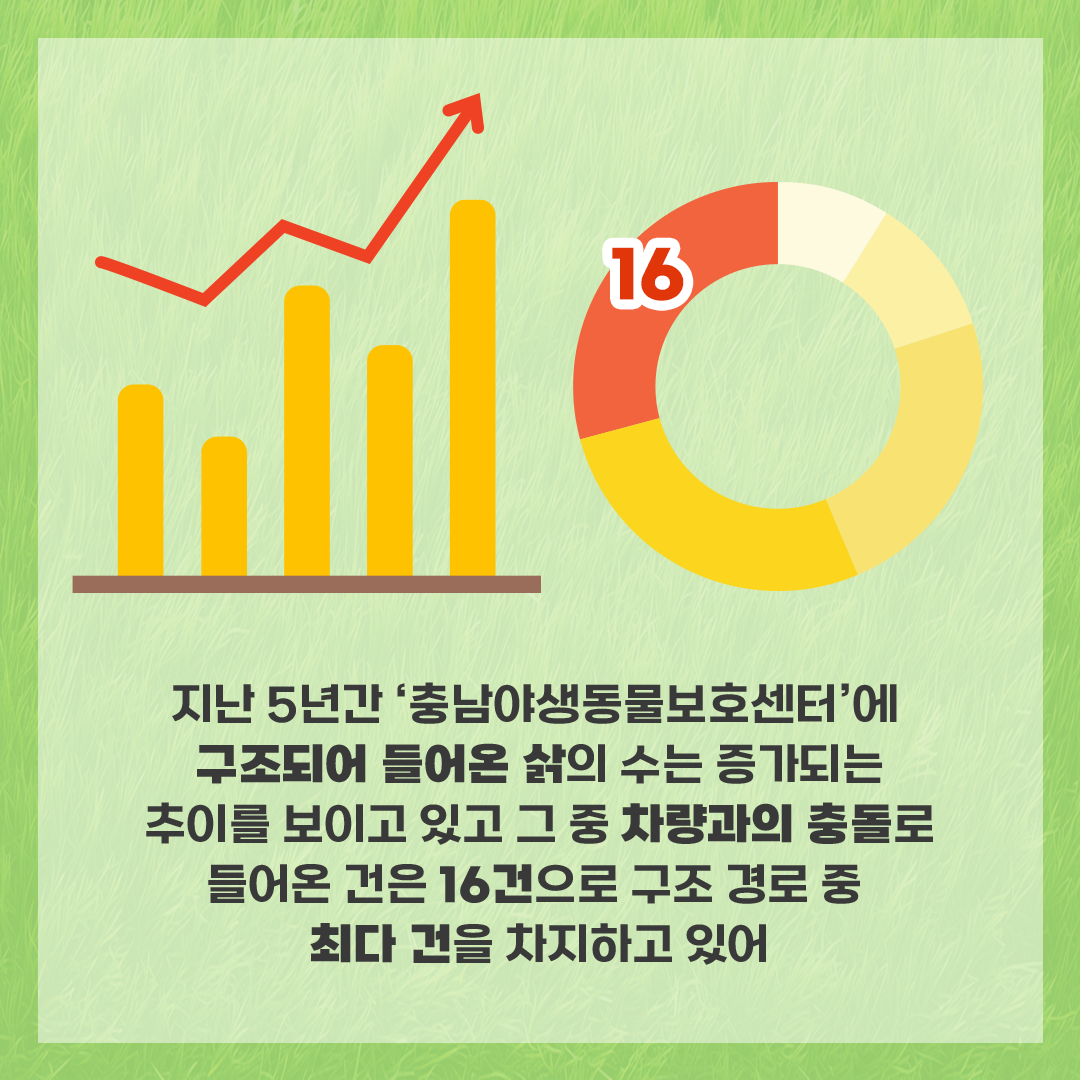 16
지난 5년간 ‘충남야생동물보호센터’에
구조되어 들어온 삵의 수는 증가되는
추이를 보이고 있고 그 중 차량과의 충돌로
들어온 건은 16건으로 구조 경로 중
최다 건을 차지하고 있어